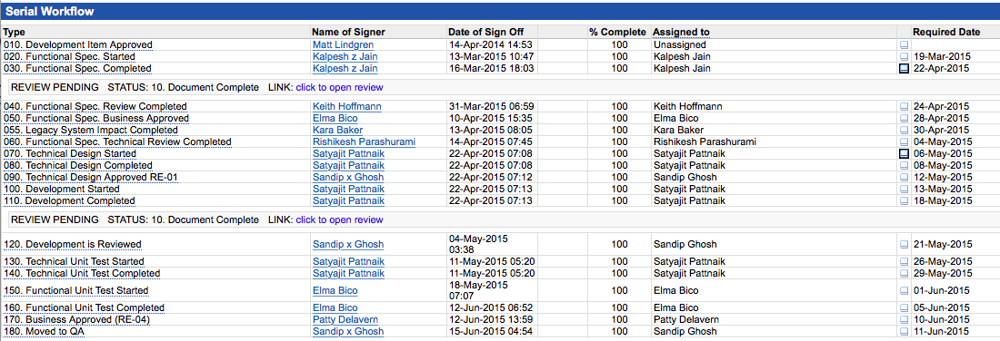 Serial Workflow
Type Name of Signer Date of Sign Off % Complete Assigned to Required Date
010. Development Item Approved Matt Lindgren 14-Apr-2014 14:53 100 Unassigned
020. Functional Spec. Started Kalpesh z Jain 13-Mar-2015 10:47 100 Kalpesh Jain 19-Mar-2015
030. Functional Spec. Completed Kalpesh z Jain 16-Mar-2015 18:03 100 Kalpesh Jain 22-Apr-2015
REVIEW PENDING STATUS: 10. Document Complete LINK: click to open review
040. Functional Spec. Review Completed Keith Hoffmann 31-Mar-2015 06:59 100 Keith Hoffmann 24-Apr-2015
050. Functional Spec. Business Approved Elma Bico 10-Apr-2015 15:35 100 Elma Bico 28-Apr-2015
055. Legacy System Impact Completed Kara Baker 13-Apr-2015 08:05 100 Kara Baker 30-Apr-2015
060. Functional Spec. Technical Review Completed Rishikesh Parashurami 14-Apr-2015 07:45 100 Rishikesh Parashurami 04-May-2015
070. Technical Design Started Satyajit Pattnaik 22-Apr-2015 07:08 100 Satyajit Pattnaik 06-May-2015
080. Technical Design Completed Satyajit Pattnaik 22-Apr-2015 07:08 100 Satyajit Pattnaik 08-May-2015
090. Technical Design Approved RE-01 Sandip x Ghosh 22-Apr-2015 07:12 100 Sandip Ghosh 12-May-2015
100. Development Started Satyajit Pattnaik 22-Apr-2015 07:13 100 Satyajit Pattnaik 13-May-2015
110. Development Completed Satyajit Pattnaik 22-Apr-2015 07:13 100 Satyajit Pattnaik 18-May-2015
REVIEW PENDING STATUS: 10. Document Complete LINK: click to open review
120. Development is Reviewed Sandip x Ghosh 04-May-2015 03:38 100 Sandip Ghosh 21-May-2015
130. Technical Unit Test Started Satyajit Pattnaik 11-May-2015 05:20 100 Satyajit Pattnaik 26-May-2015
140. Technical Unit Test Completed Satyajit Pattnaik 11-May-2015 05:20 100 Satyajit Pattnaik 29-May-2015
150. Functional Unit Test Started Elma Bico 18-May-2015 07:07 100 Elma Bico 01-Jun-2015
160. Functional Unit Test Completed Elma Bico 12-Jun-2015 06:52 100 Elma Bico 05-Jun-2015
170. Business Approved (RE-04) Patty Delavern 12-Jun-2015 13:59 100 Patty Delavern 10-Jun-2015
180. Moved to QA Sandip x Ghosh 15-Jun-2015 04:54 100 Sandip Ghosh 11-Jun-2015